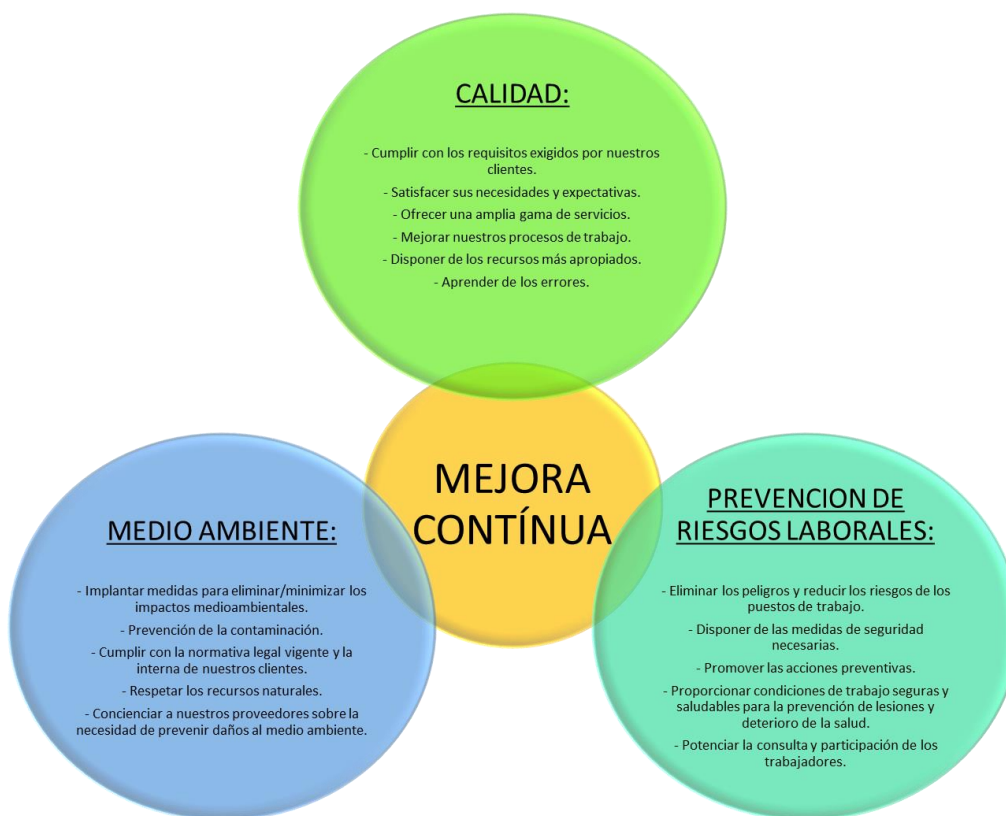 CALIDAD:
- Cumplir con los requisitos exigidos por nuestros
clientes.
- Satisfacer sus necesidades y expectativas.
- Ofrecer una amplia gama de servicios.
- Mejorar nuestros procesos de trabajo.
- Disponer de los recursos más apropiados.
- Aprender de los errores.
MEJORA
CONTÍNUA
MEDIO AMBIENTE:
- Implantar medidas para eliminar/minimizar los
impactos medioambientales.
- Prevención de la contaminación.
- Cumplir con la normativa legal vigente y la
interna de nuestros clientes.
- Respetar los recursos naturales.
- Concienciar a nuestros proveedores sobre la
necesidad de prevenir daños al medio ambiente.
PREVENCION DE
RIESGOS LABORALES:
- Eliminar los peligros y reducir los riesgos de los
puestos de trabajo.
- Disponer de las medidas de seguridad
necesarias.
- Promover las acciones preventivas.
- Proporcionar condiciones de trabajo seguras y
saludables para la prevención de lesiones y
deterioro de la salud.
- Potenciar la consulta y participación de los
trabajadores.